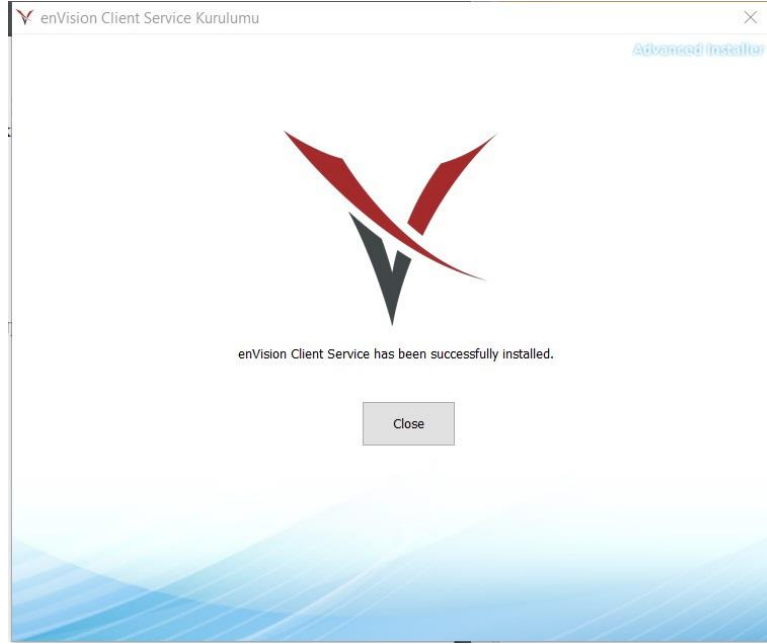 enVision Client Service Kurulumu
Advanced Installer
enVision Client Service has been successfully installed.
Close